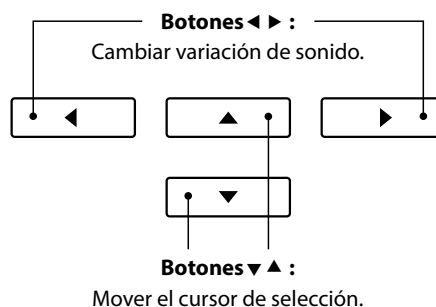 Botones ◀ ▶ :
Cambiar variación de sonido.
Botones ▼ ▲ :
Mover el cursor de selección.